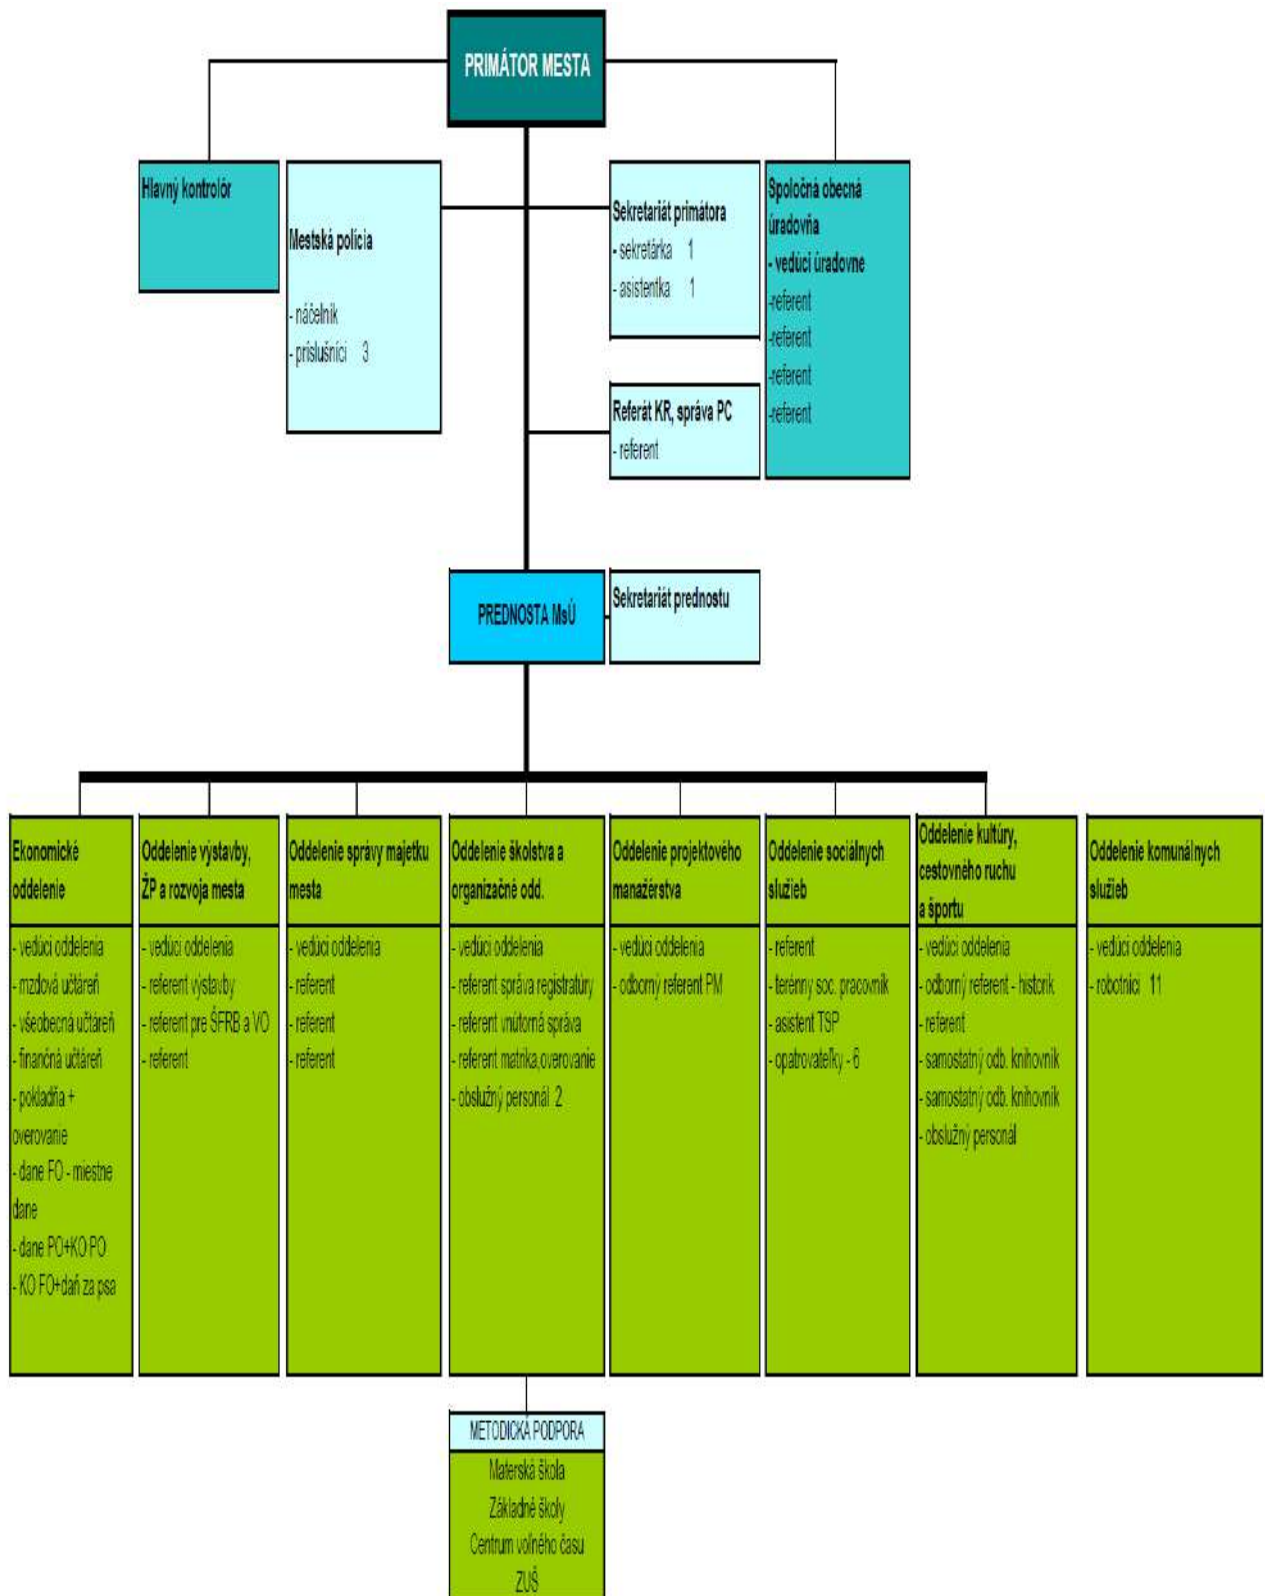 PRIMÁTOR MESTA
Hlavný kontrolór
Mestská polícia
- náčelník
- príslušníci 3
Sekretariát primátora
- sekretárka 1
- asistentka 1
Spoločná obecná
úradovňa
- vedúci úradovne
-referent
-referent
-referent
-referent
Referát KR, správa PC
- referent
PREDNOSTA MsÚ
Sekretariát prednostu
Ekonomické
oddelenie
- vedúci oddelenia
- mzdová učtáreň
- všeobecná učtáreň
- finančná učtáreň
- pokladňa +
overovanie
- dane FO - miestne
dane
- dane PO+KO PO
- KO FO+daň za psa
Oddelenie výstavby,
ŽP a rozvoja mesta
- vedúci oddelenia
- referent výstavby
- referent pre ŠFRB a VO
- referent
Oddelenie správy majetku
mesta
- vedúci oddelenia
- referent
- referent
- referent
Oddelenie školstva a
organizačné odd.
- vedúci oddelenia
- referent správa registratúry
- referent vnútorná správa
- referent matrika,overovanie
- obslužný personál 2
Oddelenie projektového
manažérstva
- vedúci oddelenia
- odborný referent PM
Oddelenie sociálnych
služieb
- referent
- terénny soc. pracovník
- asistent TSP
- opatrovateľky - 6
Oddelenie kultúry,
cestovného ruchu
a športu
- vedúci oddelenia
- odborný referent - historik
- referent
- samostatný odb. knihovník
- samostatný odb. knihovník
- obslužný personál
Oddelenie komunálnych
služieb
- vedúci oddelenia
- robotníci 11
METODICKÁ PODPORA
Materská škola
Základné školy
Centrum voľného času
ZUŠ